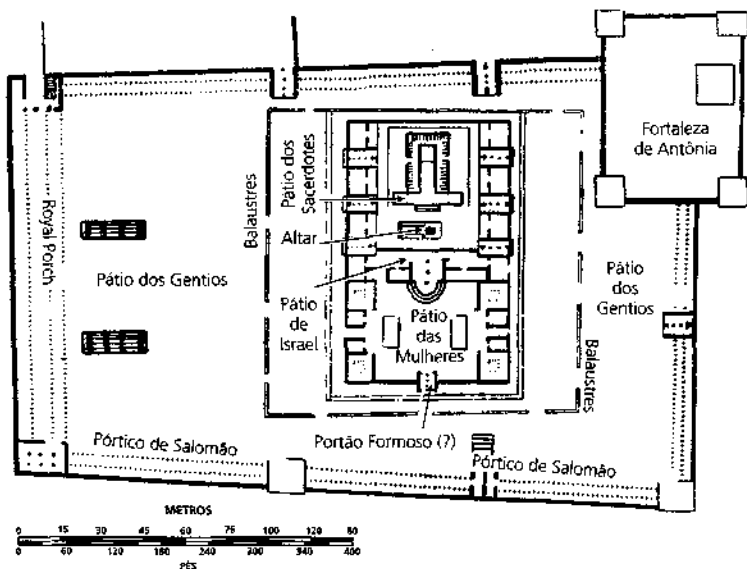 Fortaleza
de Antônia
Pátio dos
Sacerdotes
Balaustres
Royal Porch
Altar
Pátio dos Gentios
Pátio
de
Israel
Pátio
das
Mulheres
Pátio
dos
Gentios
Balaustres
Portão Formoso (?)
Pórtico de Salomão
Pórtico de Salomão
METROS
0 15 30 45 60 75 100 120
0 60 120 180 240 340 400
PÉS